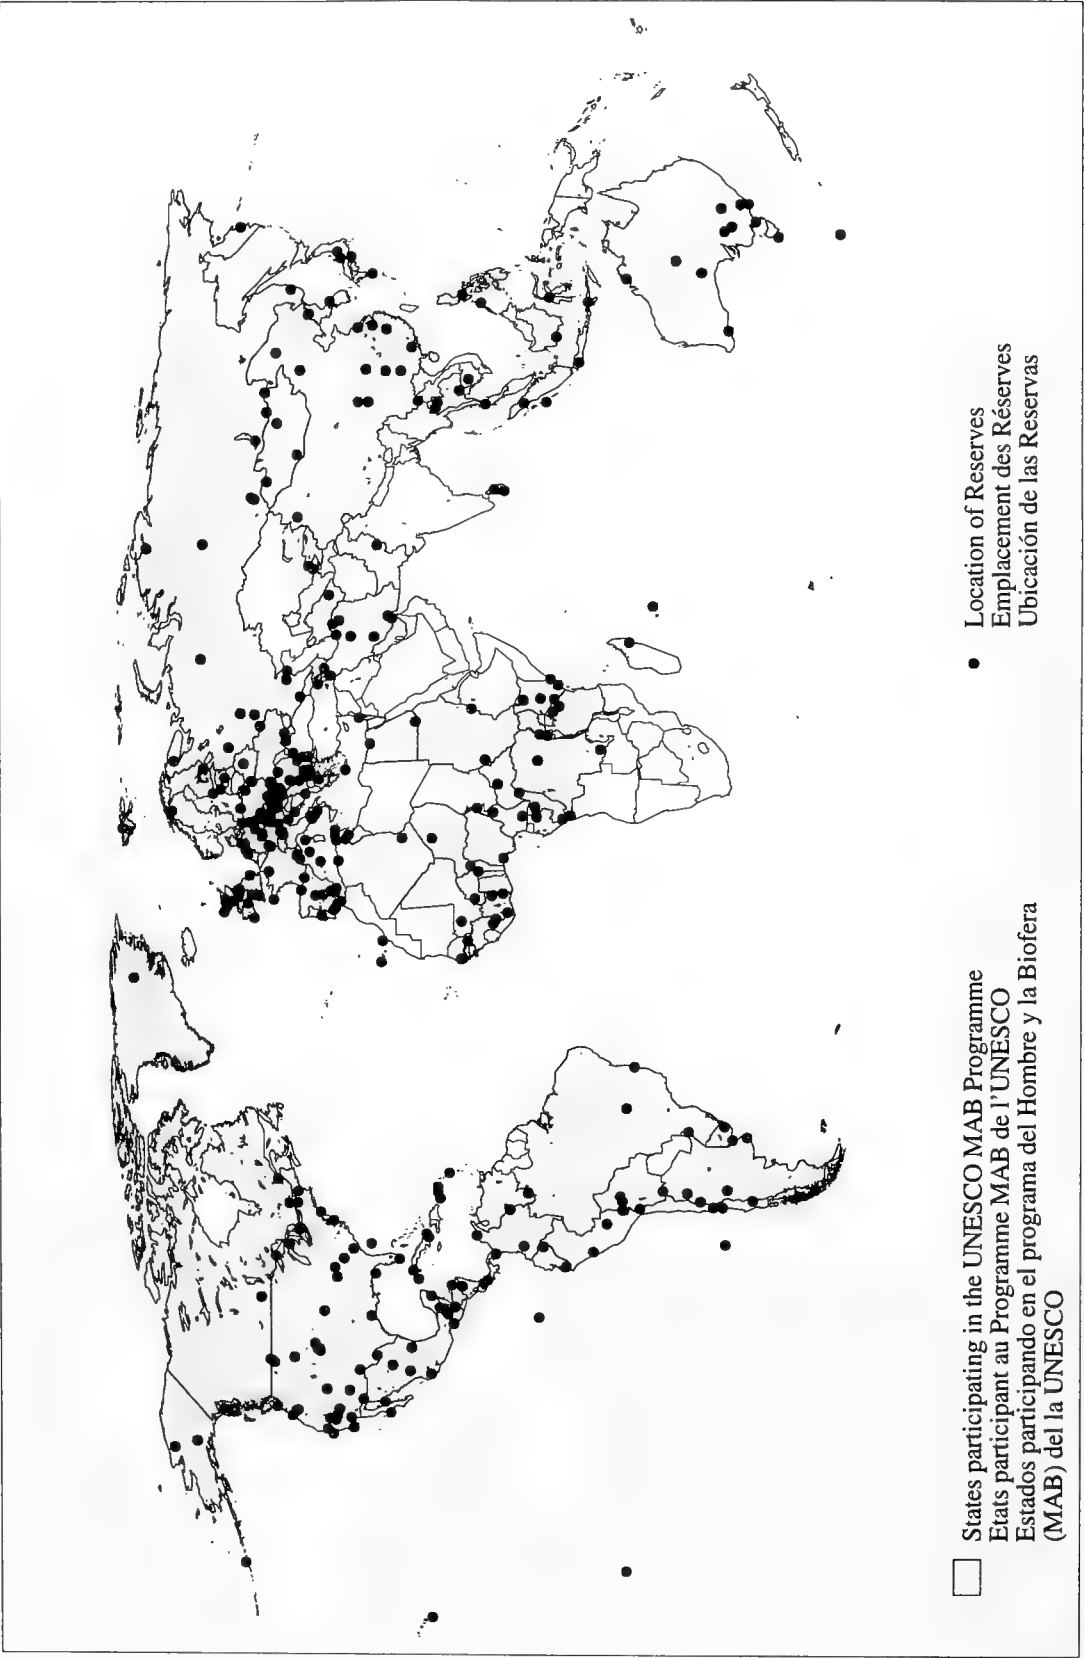 States participating in the UNESCO MAB Programme
Etats participant au Programme MAB de l'UNESCO
Estados participando en el programa del Hombre y la Biofera
(MAB) del la UNESCO
Location of Reserves
Emplacement des Réserves
Ubicación de las Reservas